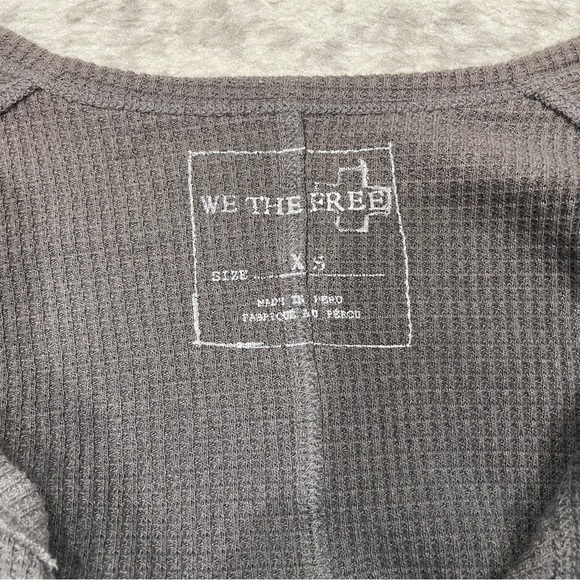 WE THE FREE
SIZE XS
MADE IN PERU
FABRIQUE AU PEROU